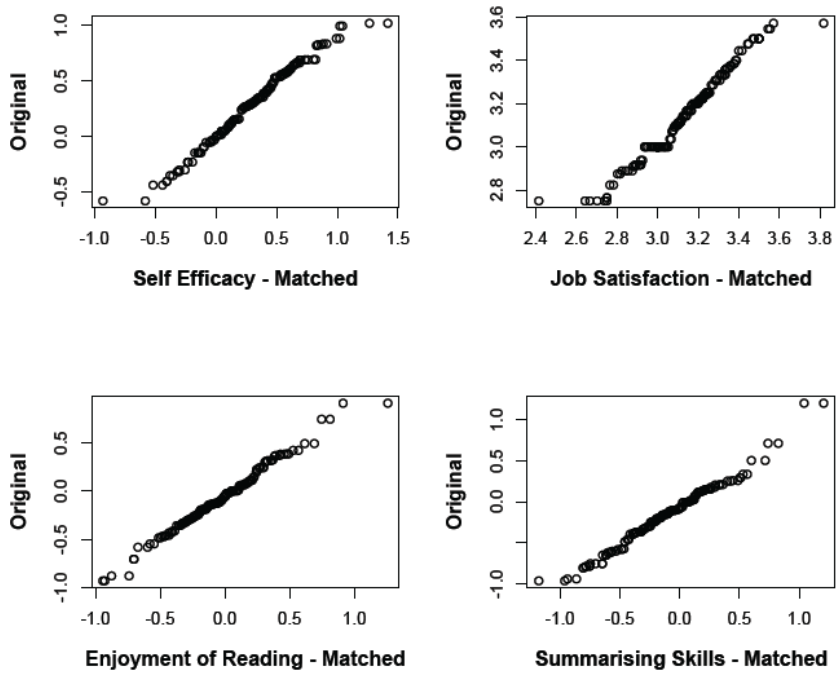 Original
1.0
0.5
0.0
-0.5
-1.0 -0.5 0.0 0.5 1.0 1.5
Self Efficacy - Matched
Original
3.6
3.4
3.2
3.0
2.8
2.4 2.6 2.8 3.0 3.2 3.4 3.6 3.8
Job Satisfaction - Matched
Original
0.5
0.0
-0.5
-1.0
-1.0 -0.5 0.0 0.5 1.0
Enjoyment of Reading - Matched
Original
1.0
0.5
0.0
-1.0
-1.0 -0.5 0.0 0.5 1.0
Summarising Skills - Matched